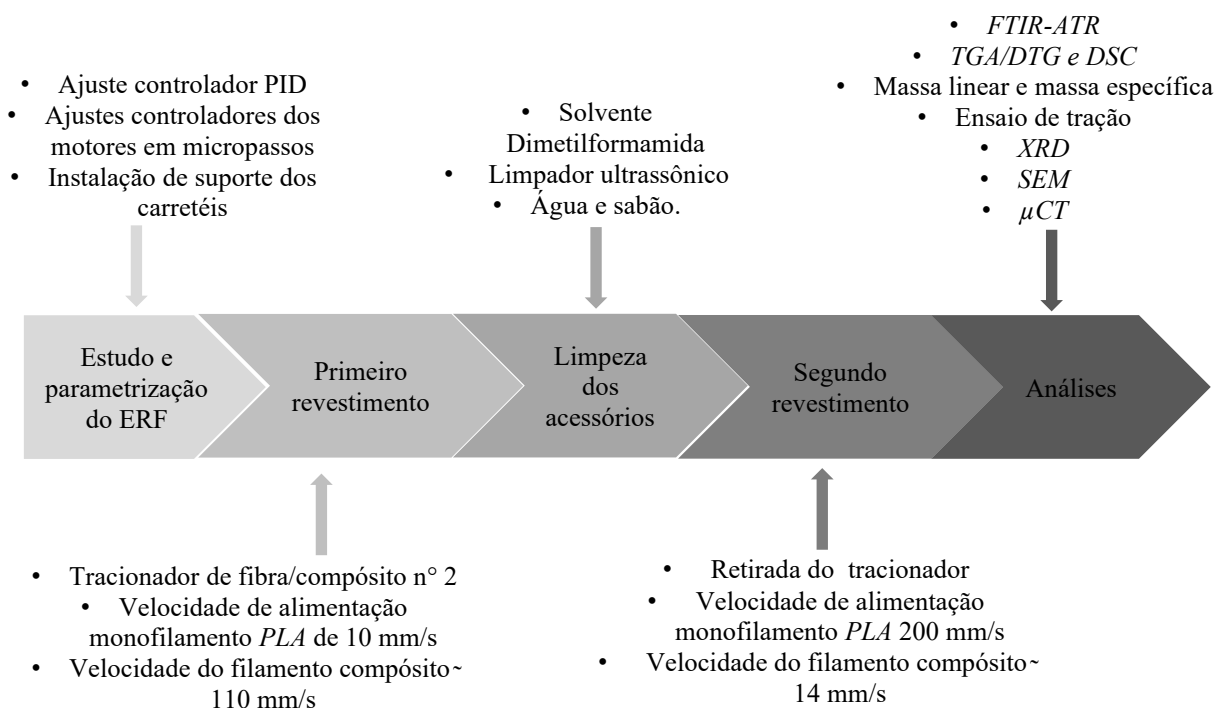 • Ajuste controlador PID
• Ajustes controladores dos
motores em micropassos
• Instalação de suporte dos
carretéis
• Solvente
Dimetilformamida
• Limpador ultrassônico
• Água e sabão.
• FTIR-ATR
• TGA/DTG e DSC
• Massa linear e massa específica
• Ensaio de tração
• XRD
• SEM
• µCT
Estudo e
parametrização
do ERF
Primeiro
revestimento
Limpeza
dos
acessórios
Segundo
revestimento
Análises
• Tracionador de fibra/compósito n° 2
• Velocidade de alimentação
monofilamento PLA de 10 mm/s
• Velocidade do filamento compósito~
110 mm/s
• Retirada do tracionador
• Velocidade de alimentação
monofilamento PLA 200 mm/s
• Velocidade do filamento compósito~
14 mm/s